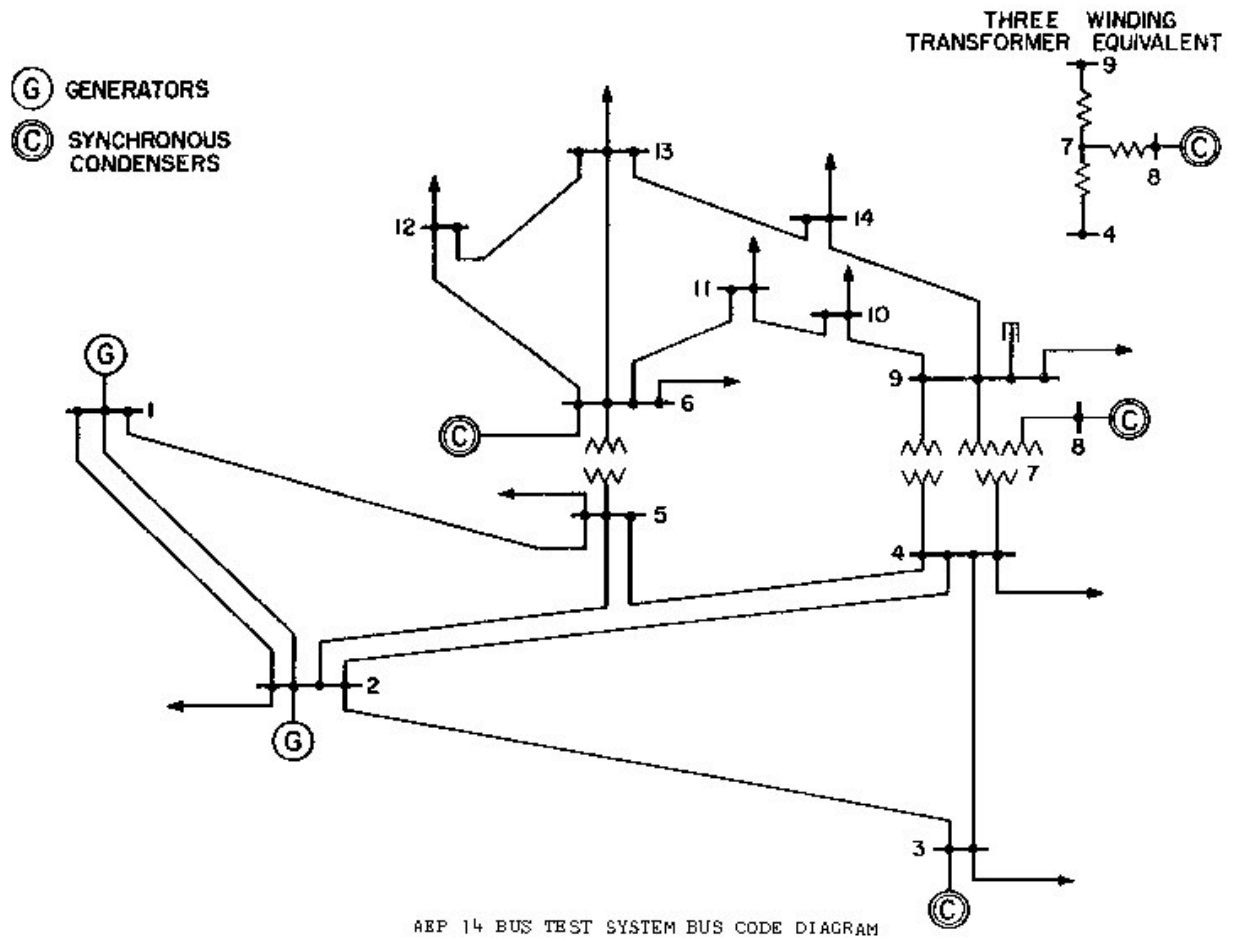 THREE WINDING
TRANSFORMER EQUIVALENT
9
7
C
8
4
G GENERATORS
C SYNCHRONOUS
CONDENSERS
13
12
14
11
10
G
9
1
6
C
8
C
7
5
4
2
G
3
C
AEP 14 BUS TEST SYSTEM BUS CODE DIAGRAM